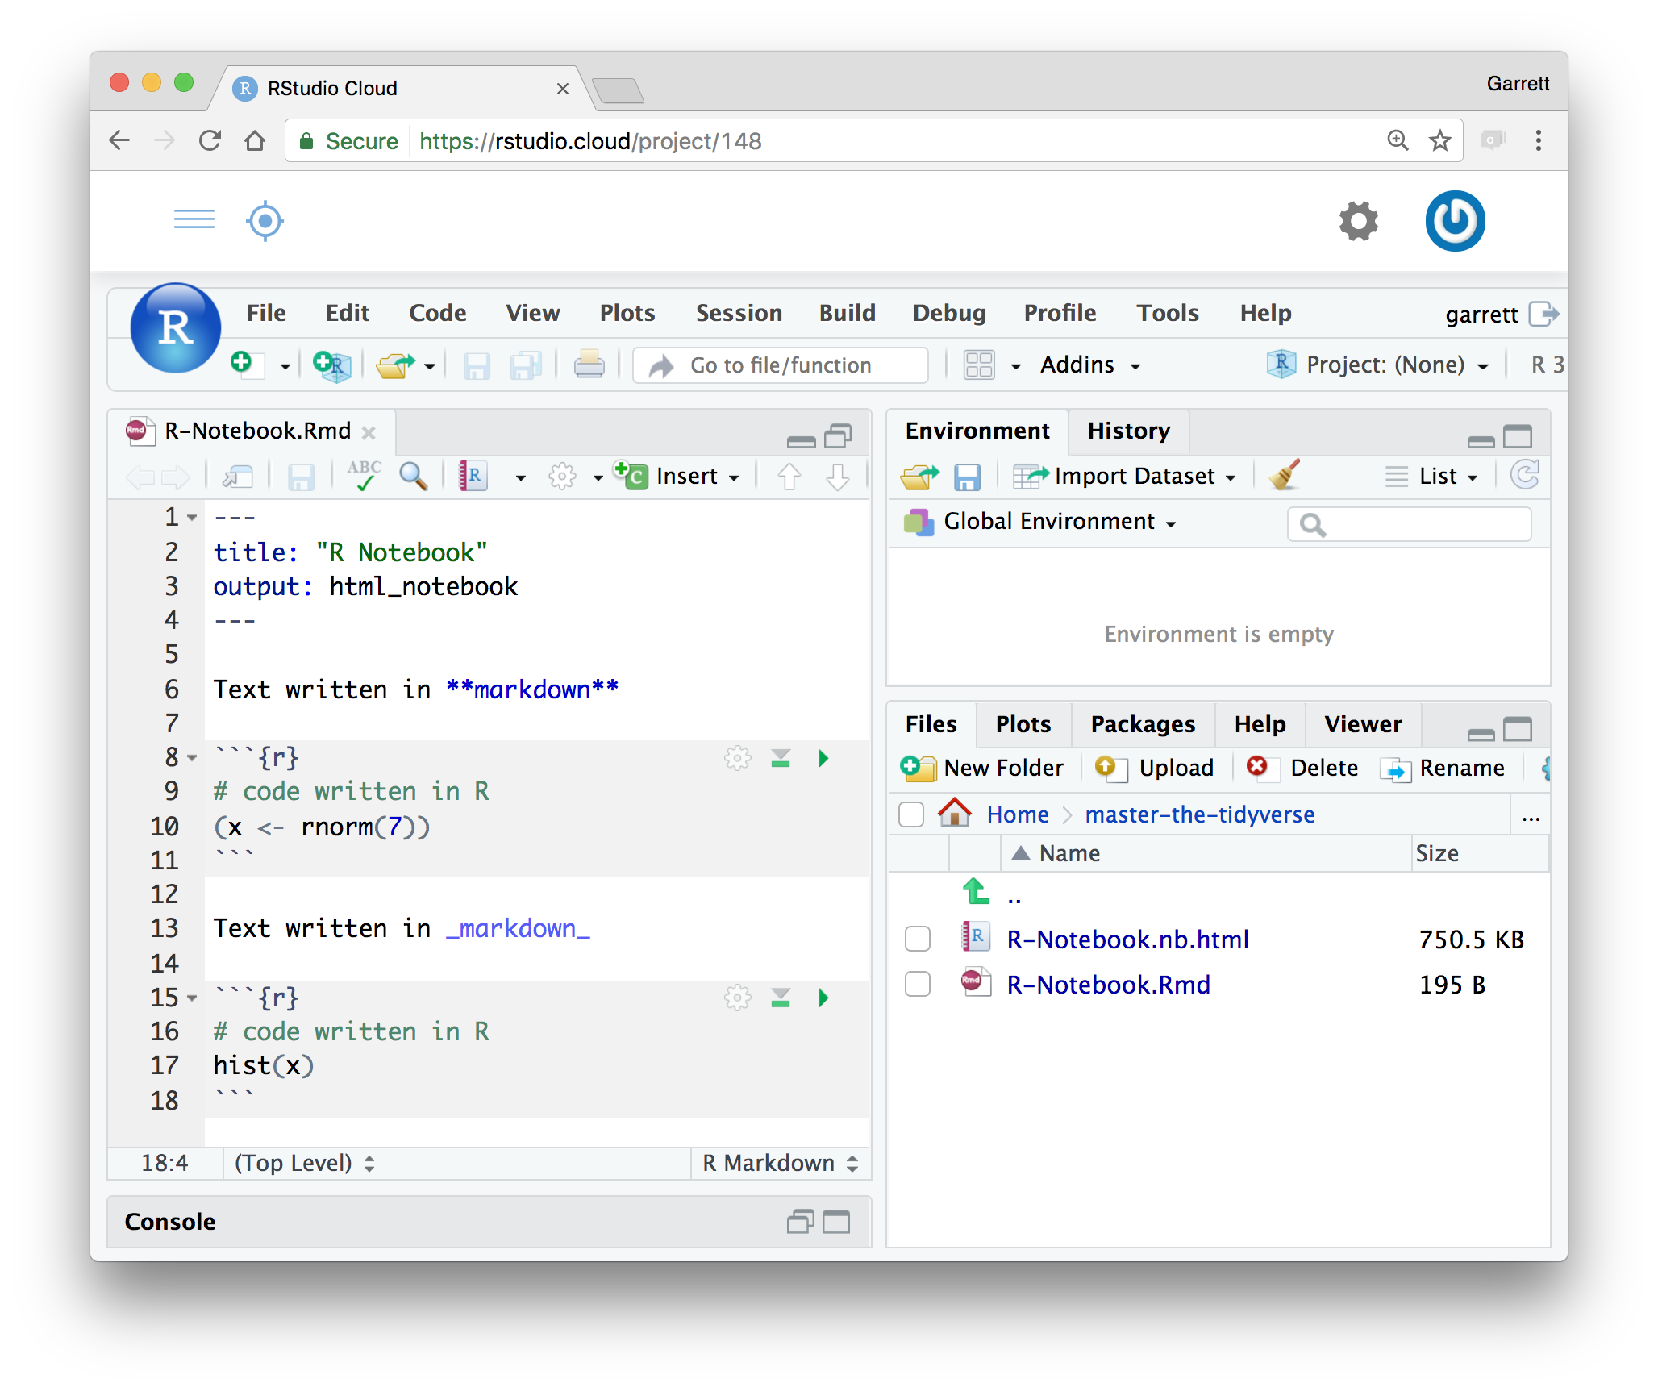 RStudio Cloud
Garrett
Secure
https://rstudio.cloud/project/148
R
File Edit Code View Plots Session Build Debug Profile Tools Help
garrett
Go to file/function
Addins
Project: (None)
R 3
R-Notebook.Rmd
ABC
Insert
1 ---
2 title: "R Notebook"
3 output: html_notebook
4 ---
5
6 Text written in **markdown**
7
8 ```{r}
9 # code written in R
10 (x <- rnorm(7))
11 ```
12
13 Text written in _markdown_
14
15 ```{r}
16 # code written in R
17 hist(x)
18 ```
18:4 (Top Level) R Markdown
Console
Environment History
Import Dataset List
Global Environment
Environment is empty
Files Plots Packages Help Viewer
New Folder Upload Delete Rename
Home master-the-tidyverse ...
Name Size
..
R-Notebook.nb.html 750.5 KB
R-Notebook.Rmd 195 B